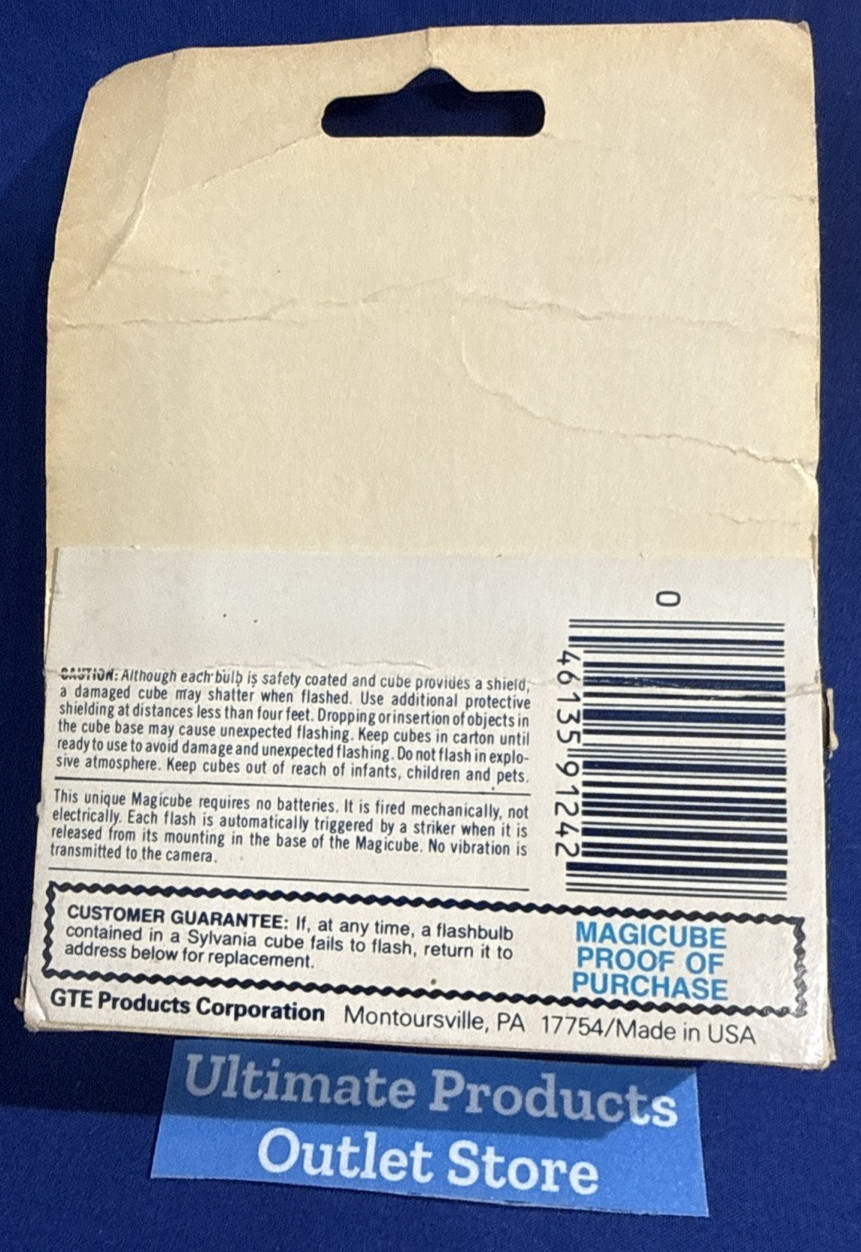 CAUTION: Although each bulb is safety coated and cube provides a shield,
a damaged cube may shatter when flashed. Use additional protective
shielding at distances less than four feet. Dropping or insertion of objects in
the cube base may cause unexpected flashing. Keep cubes in carton until
ready to use to avoid damage and unexpected flashing. Do not flash in explo-
sive atmosphere. Keep cubes out of reach of infants, children and pets.
This unique Magicube requires no batteries. It is fired mechanically, not
electrically. Each flash is automatically triggered by a striker when it is
released from its mounting in the base of the Magicube. No vibration is
transmitted to the camera.
0
46135 91242
CUSTOMER GUARANTEE: If, at any time, a flashbulb
contained in a Sylvania cube fails to flash, return it to
address below for replacement.
MAGICUBE
PROOF OF
PURCHASE
GTE Products Corporation Montoursville, PA 17754/Made in USA
Ultimate Products
Outlet Store